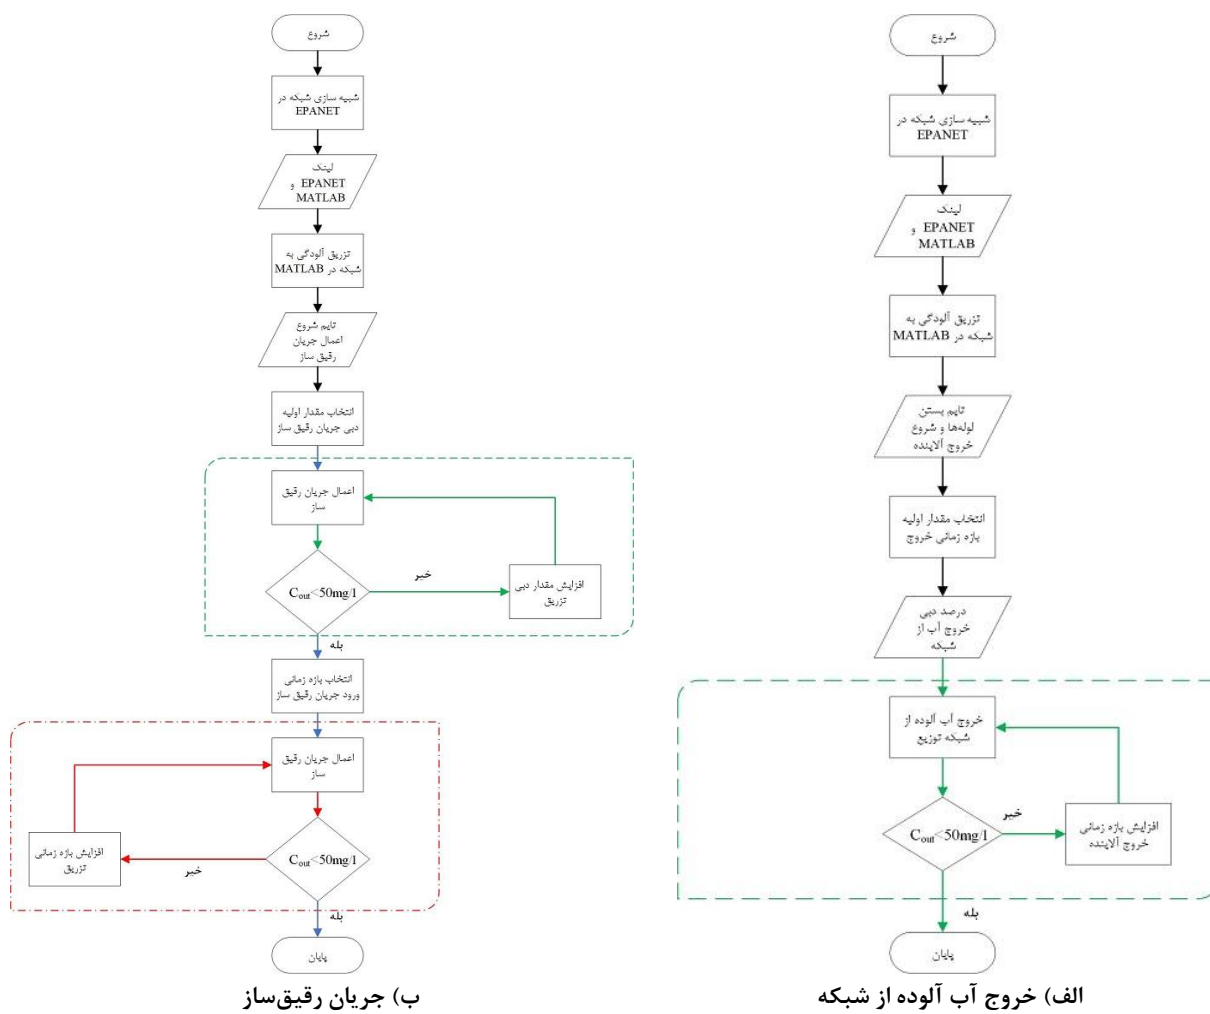 شروع
شبیه سازی شبکه در
EPANET
لینک
EPANET و
MATLAB
تزریق آلودگی به
شبکه در MATLAB
تایم بستن
لوله‌ها و شروع
خروج آلاینده
انتخاب مقدار اولیه
بازه زمانی خروج
درصد دبی
خروج آب از
شبکه
خروج آب آلوده از
شبکه توزیع
Cout<50mg/l
خیر
افزایش بازه زمانی
خروج آلاینده
بله
پایان
الف) خروج آب آلوده از شبکه
شروع
شبیه سازی شبکه در
EPANET
لینک
EPANET و
MATLAB
تزریق آلودگی به
شبکه در MATLAB
تایم شروع
اعمال جریان
رقیق ساز
انتخاب مقدار اولیه
دبی جریان رقیق ساز
اعمال جریان رقیق
ساز
Cout<50mg/l
خیر
افزایش مقدار دبی
تزریق
بله
انتخاب بازه زمانی
ورود جریان رقیق ساز
اعمال جریان رقیق
ساز
Cout<50mg/l
خیر
افزایش بازه زمانی
تزریق
بله
پایان
ب) جریان رقیق‌ساز